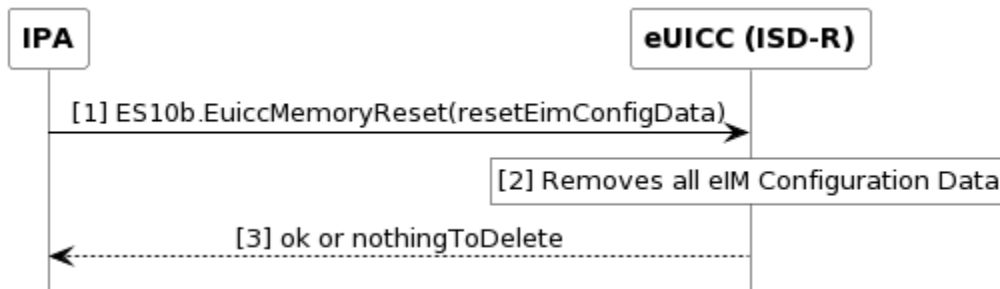 IPA
eUICC (ISD-R)
[1] ES10b.EuiccMemoryReset(resetEimConfigData)
[2] Removes all eIM Configuration Data
[3] ok or nothingToDelete